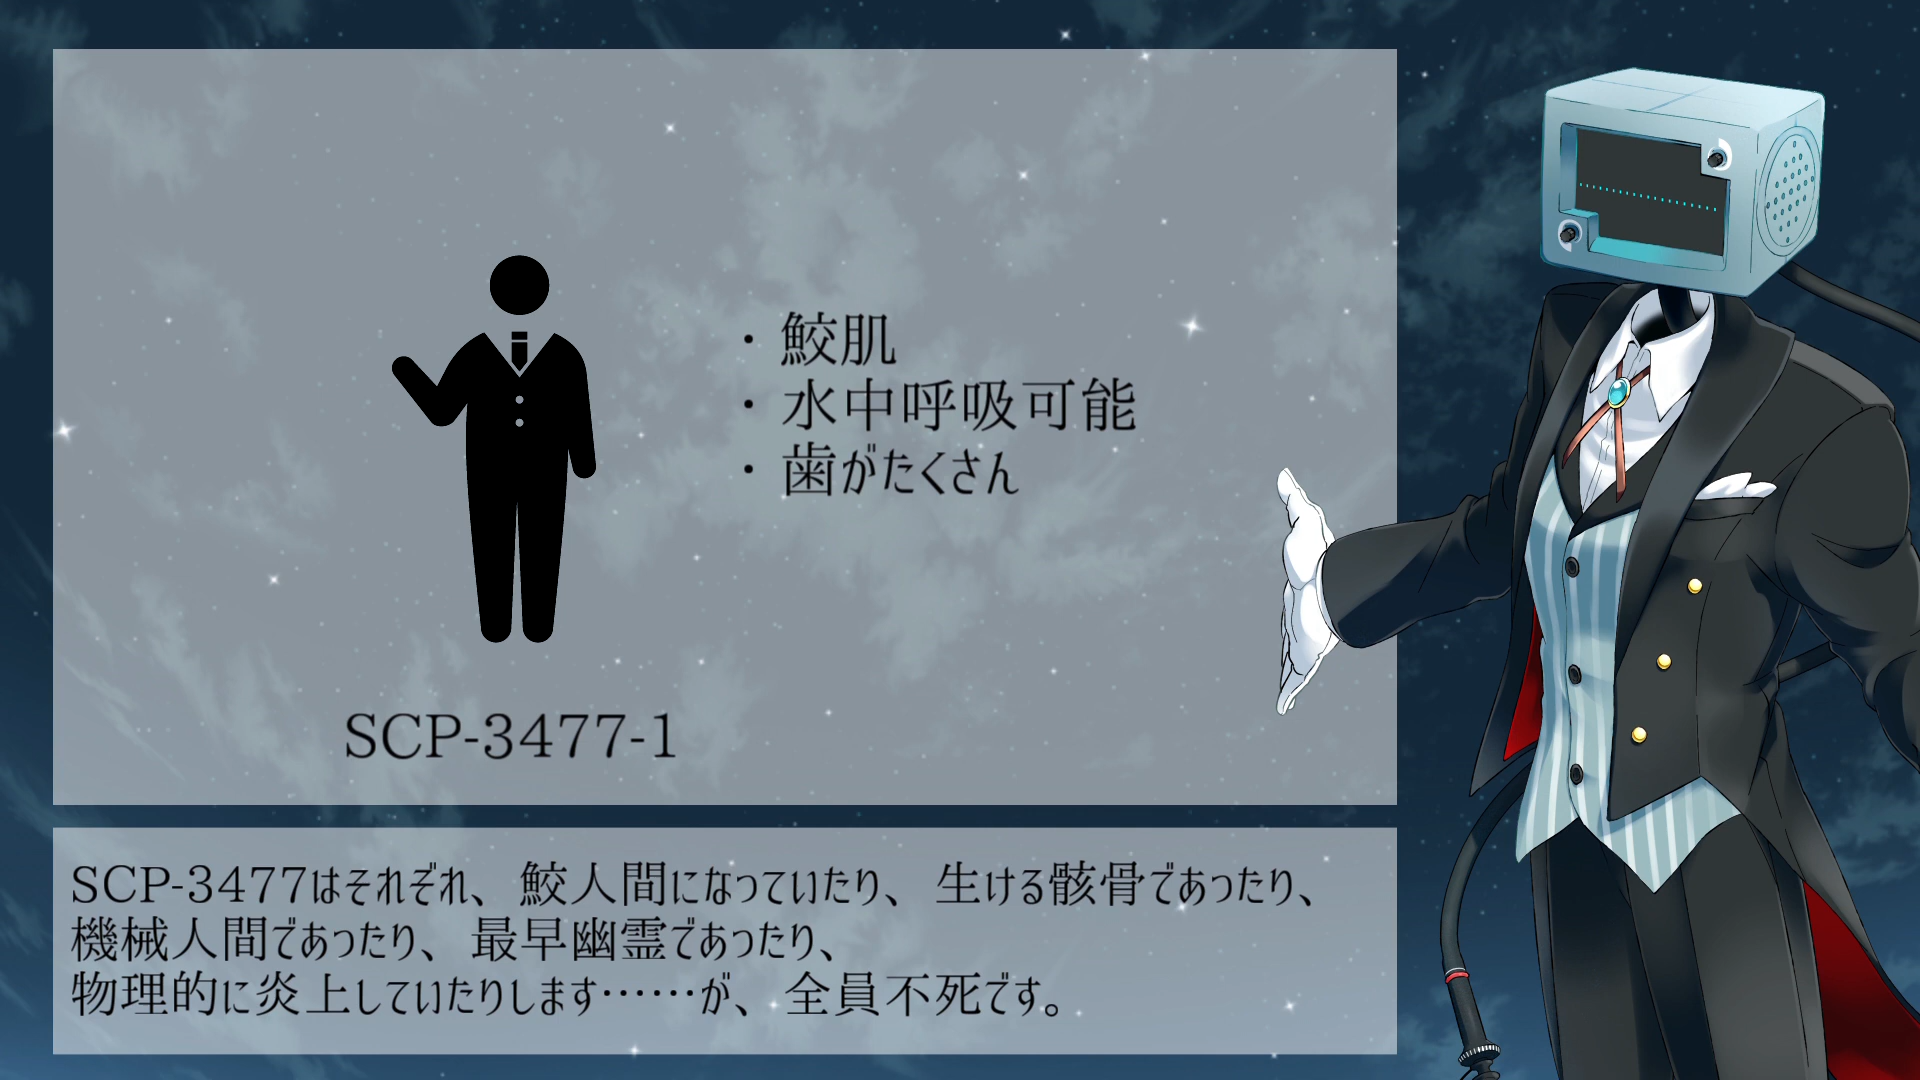 ・鮫肌
・水中呼吸可能
・歯がたくさん
SCP-3477-1
SCP-3477はそれぞれ、鮫人間になっていたり、生ける骸骨であったり、
機械人間であったり、最早幽霊であったり、
物理的に炎上していたりします……が、全員不死です。